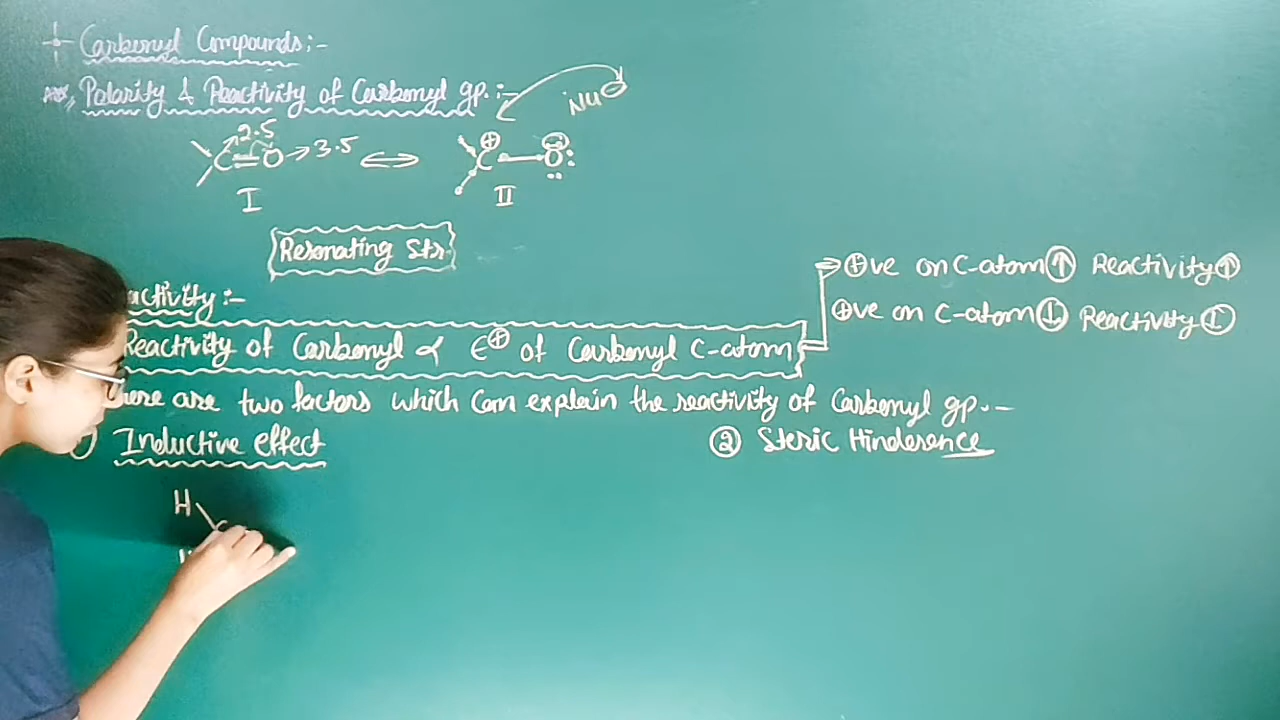 Carbonyl Compounds:-
Polarity & Reactivity of Carbonyl gp.:-
Nu⊖
C=O 2.5 → 3.5 ⟷ C⊕ — O⊖
I II
Resonating Str.
activity:-
⊕ve on C-atom ↑ Reactivity ↑
⊕ve on C-atom ↓ Reactivity ↓
Reactivity of Carbonyl ∝ ϵ⊕ of Carbonyl C-atom
ere are two factors which can explain the reactivity of Carbonyl gp.-
Inductive effect
② Steric Hinderence
H
C